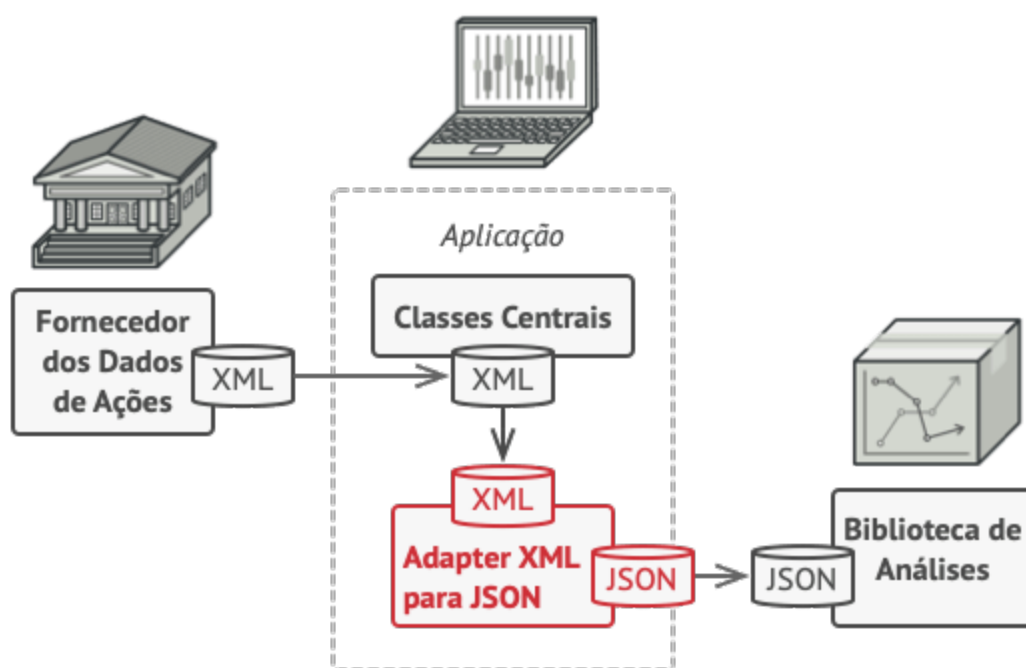 Aplicação
Fornecedor
dos Dados
de Ações
XML
Classes Centrais
XML
XML
Adapter XML
para JSON
JSON
JSON
Biblioteca de
Análises